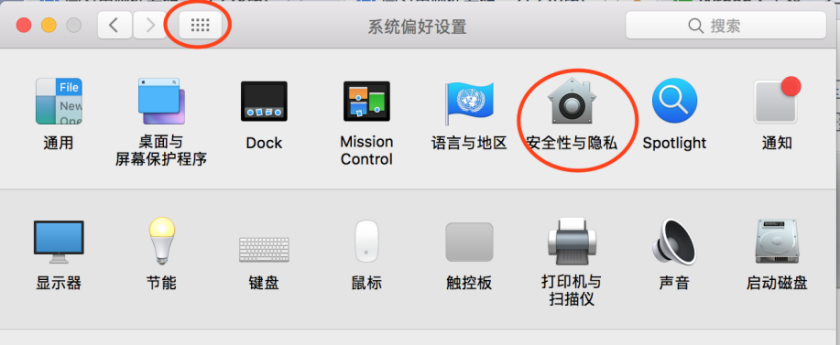 系统偏好设置
搜索
File
New
Ope
通用
桌面与
屏幕保护程序
Dock
Mission
Control
语言与地区
安全性与隐私
Spotlight
通知
显示器
节能
键盘
鼠标
触控板
打印机与
扫描仪
声音
启动磁盘